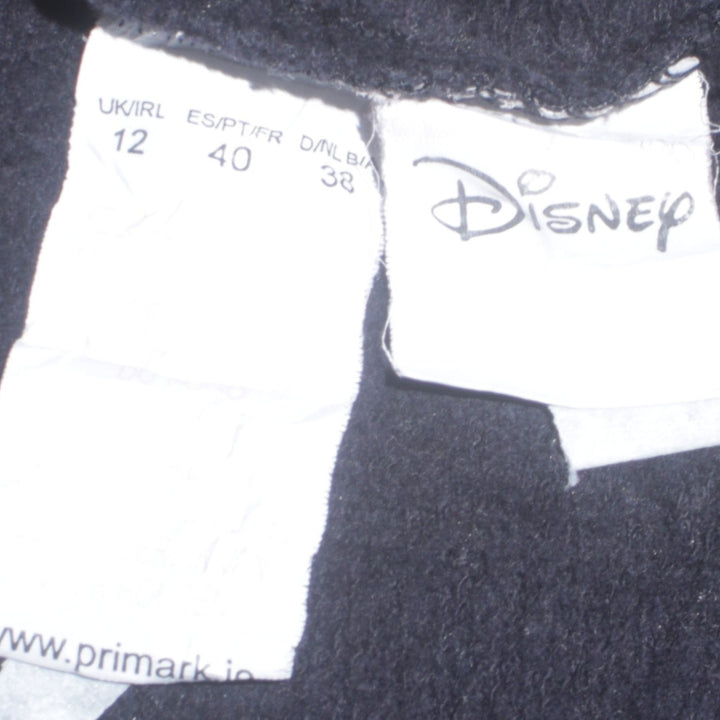 UK/IRL ES/PT/FR D/NL B/A
12 40 38
www.primark.ie
DISNEY